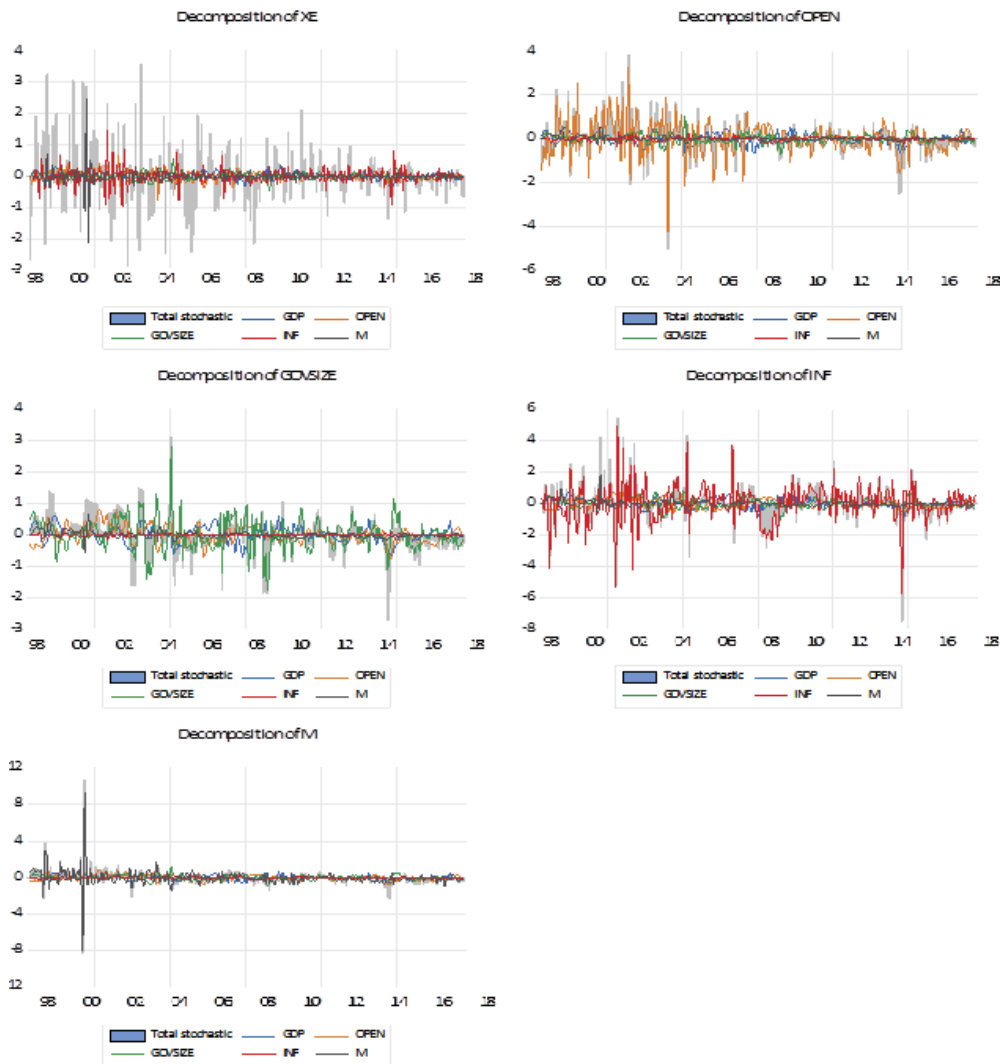 Decomposition of XE
4
3
2
1
0
-1
-2
-3
98 00 02 04 06 08 10 12 14 16 18
Total stochastic GDP OPEN
GOVSIZE INF M
Decomposition of OPEN
4
2
0
-2
-4
-6
98 00 02 04 06 08 10 12 14 16 18
Total stochastic GDP OPEN
GOVSIZE INF M
Decomposition of GOVSIZE
4
3
2
1
0
-1
-2
-3
98 00 02 04 06 08 10 12 14 16 18
Total stochastic GDP OPEN
GOVSIZE INF M
Decomposition of INF
6
4
2
0
-2
-4
-6
-8
98 00 02 04 06 08 10 12 14 16 18
Total stochastic GDP OPEN
GOVSIZE INF M
Decomposition of M
12
8
4
0
-4
-8
12
98 00 02 04 06 08 10 12 14 16 18
Total stochastic GDP OPEN
GOVSIZE INF M